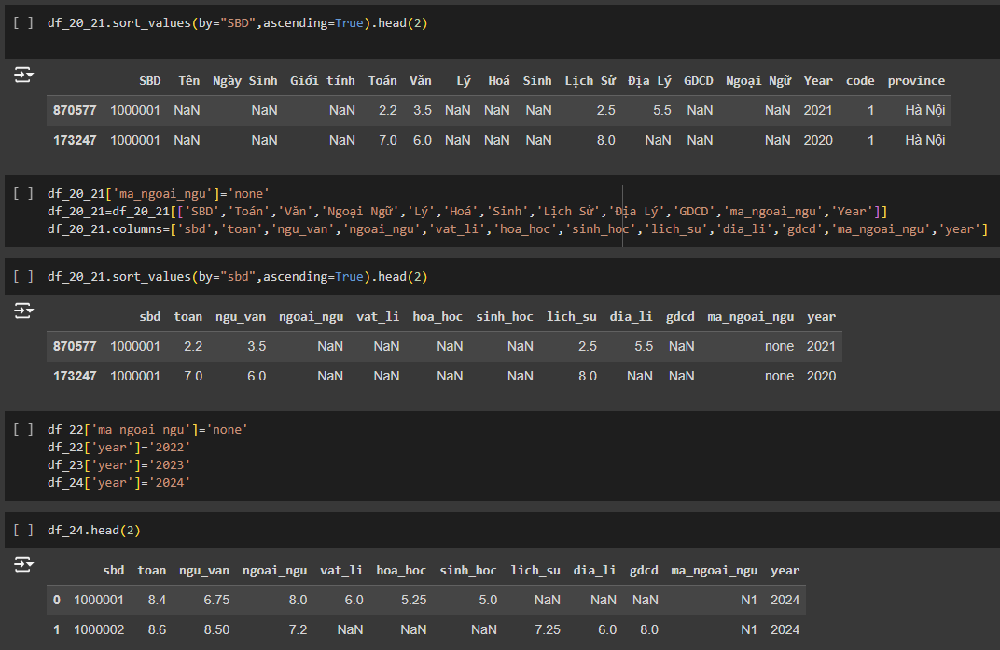 [ ] df_20_21.sort_values(by="SBD",ascending=True).head(2)
SBD Tên Ngày Sinh Giới tính Toán Văn Lý Hoá Sinh Lịch Sử Địa Lý GDCD Ngoại Ngữ Year code province
870577 1000001 NaN NaN NaN 2.2 3.5 NaN NaN NaN 2.5 5.5 NaN NaN 2021 1 Hà Nội
173247 1000001 NaN NaN NaN 7.0 6.0 NaN NaN NaN 8.0 NaN NaN NaN 2020 1 Hà Nội
[ ] df_20_21['ma_ngoai_ngu']='none'
df_20_21=df_20_21[['SBD','Toán','Văn','Ngoại Ngữ','Lý','Hoá','Sinh','Lịch Sử','Địa Lý','GDCD','ma_ngoai_ngu','Year']]
df_20_21.columns=['sbd','toan','ngu_van','ngoai_ngu','vat_li','hoa_hoc','sinh_hoc','lich_su','dia_li','gdcd','ma_ngoai_ngu','year']
[ ] df_20_21.sort_values(by="sbd",ascending=True).head(2)
sbd toan ngu_van ngoai_ngu vat_li hoa_hoc sinh_hoc lich_su dia_li gdcd ma_ngoai_ngu year
870577 1000001 2.2 3.5 NaN NaN NaN NaN 2.5 5.5 NaN none 2021
173247 1000001 7.0 6.0 NaN NaN NaN NaN 8.0 NaN NaN none 2020
[ ] df_22['ma_ngoai_ngu']='none'
df_22['year']='2022'
df_23['year']='2023'
df_24['year']='2024'
[ ] df_24.head(2)
sbd toan ngu_van ngoai_ngu vat_li hoa_hoc sinh_hoc lich_su dia_li gdcd ma_ngoai_ngu year
0 1000001 8.4 6.75 8.0 6.0 5.25 5.0 NaN NaN NaN N1 2024
1 1000002 8.6 8.50 7.2 NaN NaN NaN 7.25 6.0 8.0 N1 2024